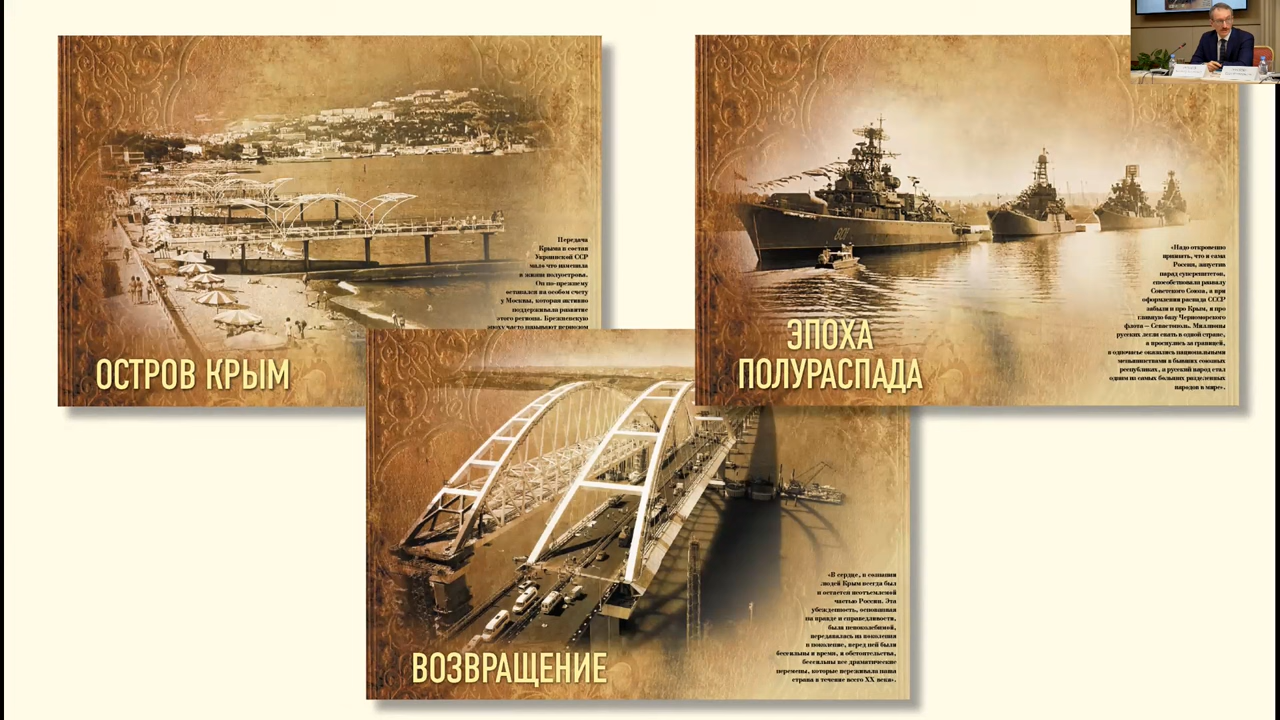 Передача
Крыма в состав
Украинской ССР
мало что изменила
в жизни полуострова.
Он по-прежнему
оставался на особом счету
у Москвы, которая активно
поддерживала развитие
этого региона. Брежневскую
эпоху часто называют периодом
ОСТРОВ КРЫМ
«Надо откровенно
признать, что и сама
Россия, запустив
парад суверенитетов,
способствовала развалу
Советского Союза, а при
оформлении распада СССР
забыли и про Крым, и про
главную базу Черноморского
флота – Севастополь. Миллионы
русских легли спать в одной стране,
а проснулись за границей,
в одночасье оказались национальными
меньшинствами в бывших союзных
республиках, а русский народ стал
одним из самых больших разделенных
народов в мире».
ЭПОХА
ПОЛУРАСПАДА
801
«В сердце, в сознании
людей Крым всегда был
и остается неотъемлемой
частью России. Эта
убежденность, основанная
на правде и справедливости,
была непоколебимой,
передавалась из поколения
в поколение, перед ней были
бессильны и время, и обстоятельства,
бессильны все драматические
перемены, которые переживала наша
страна в течение всего XX века».
ВОЗВРАЩЕНИЕ